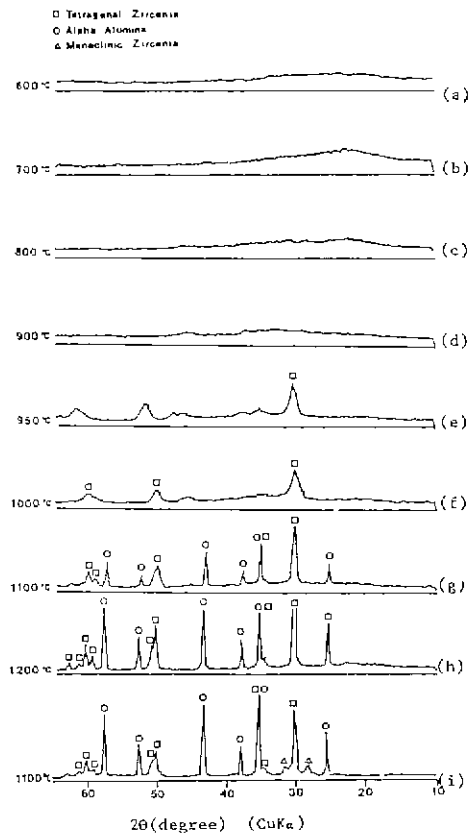 □ Tetragonal Zirconia
○ Alpha Alumina
△ Monoclinic Zirconia
600℃ (a)
700℃ (b)
800℃ (c)
900℃ (d)
950℃ (e)
1000℃ (f)
1100℃ (g)
1200℃ (h)
1100℃ (i)
60 50 40 30 20 10
2θ(degree) (CuKα)